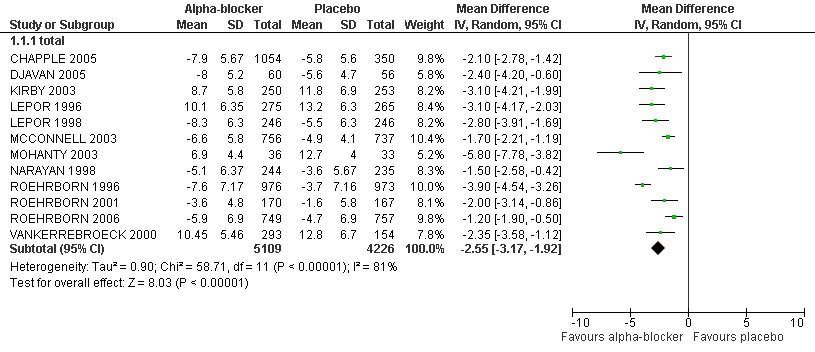 Alpha-blocker Placebo Mean Difference Mean Difference
Study or Subgroup Mean SD Total Mean SD Total Weight IV, Random, 95% CI IV, Random, 95% CI
1.1.1 total
CHAPPLE 2005 -7.9 5.67 1054 -5.8 5.6 350 9.8% -2.10 [-2.78, -1.42]
DJAVAN 2005 -8 5.2 60 -5.6 4.7 56 6.2% -2.40 [-4.20, -0.60]
KIRBY 2003 8.7 5.8 250 11.8 6.9 253 8.2% -3.10 [-4.21, -1.99]
LEPOR 1996 10.1 6.35 275 13.2 6.3 265 8.4% -3.10 [-4.17, -2.03]
LEPOR 1998 -8.3 6.3 246 -5.5 6.3 246 8.2% -2.80 [-3.91, -1.69]
MCCONNELL 2003 -6.6 5.8 756 -4.9 4.1 737 10.4% -1.70 [-2.21, -1.19]
MOHANTY 2003 6.9 4.4 36 12.7 4 33 5.2% -5.80 [-7.78, -3.82]
NARAYAN 1998 -5.1 6.37 244 -3.6 5.67 235 8.4% -1.50 [-2.58, -0.42]
ROEHRBORN 1996 -7.6 7.17 976 -3.7 7.16 973 10.0% -3.90 [-4.54, -3.26]
ROEHRBORN 2001 -3.6 4.8 170 -1.6 5.8 167 8.1% -2.00 [-3.14, -0.86]
ROEHRBORN 2006 -5.9 6.9 749 -4.7 6.9 757 9.8% -1.20 [-1.90, -0.50]
VANKERREBROECK 2000 10.45 5.46 293 12.8 6.7 154 7.8% -2.35 [-3.58, -1.12]
Subtotal (95% CI) 5109 4226 100.0% -2.55 [-3.17, -1.92]
Heterogeneity: Tau² = 0.90; Chi² = 58.71, df = 11 (P < 0.00001); I² = 81%
Test for overall effect: Z = 8.03 (P < 0.00001)
-10 -5 0 5 10
Favours alpha-blocker Favours placebo